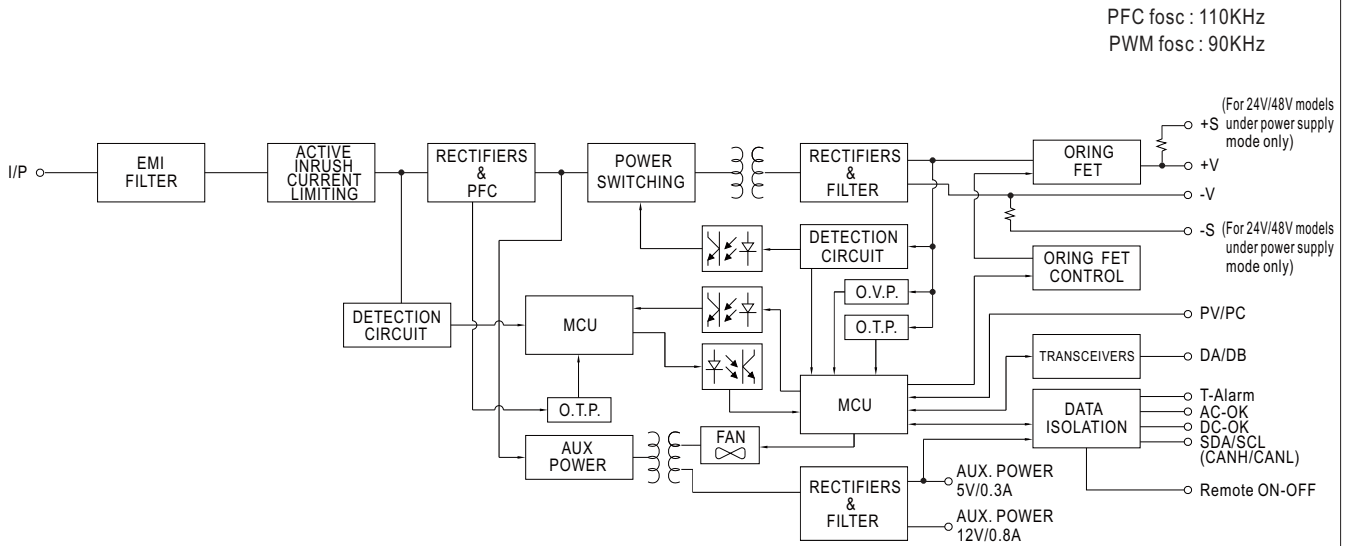 PFC fosc : 110KHz
PWM fosc : 90KHz
I/P
EMI
FILTER
ACTIVE
INRUSH
CURRENT
LIMITING
RECTIFIERS
&
PFC
POWER
SWITCHING
RECTIFIERS
&
FILTER
ORING
FET
+S
(For 24V/48V models
under power supply
mode only)
+V
-V
-S
(For 24V/48V models
under power supply
mode only)
DETECTION
CIRCUIT
ORING FET
CONTROL
O.V.P.
O.T.P.
DETECTION
CIRCUIT
MCU
PV/PC
TRANSCEIVERS
DA/DB
O.T.P.
MCU
DATA
ISOLATION
T-Alarm
AC-OK
DC-OK
SDA/SCL
(CANH/CANL)
AUX
POWER
FAN
RECTIFIERS
&
FILTER
AUX. POWER
5V/0.3A
AUX. POWER
12V/0.8A
Remote ON-OFF